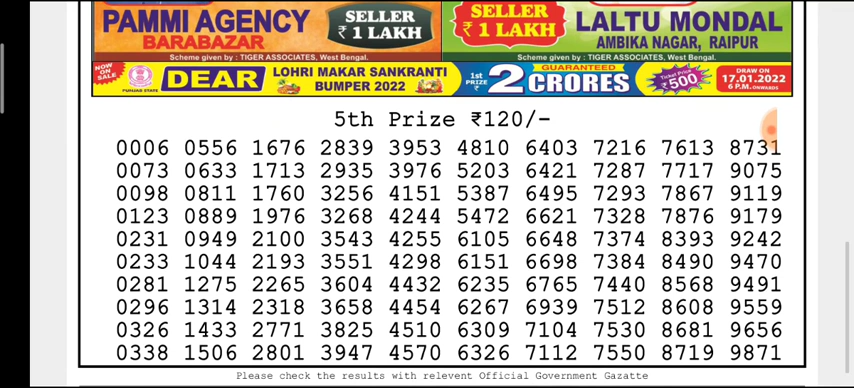 PAMMI AGENCY
BARABAZAR
SELLER
₹ 1 LAKH
Scheme given by : TIGER ASSOCIATES, West Bengal.
SELLER
₹ 1 LAKH
LALTU MONDAL
AMBIKA NAGAR, RAIPUR
Scheme given by : TIGER ASSOCIATES, West Bengal.
NOW ON SALE
PUNJAB STATE
DEAR
LOHRI MAKAR SANKRANTI
BUMPER 2022
1st PRIZE ₹
GUARANTEED
2 CRORES
Ticket Price
₹500
DRAW ON
17.01.2022
6 P.M. ONWARDS
5th Prize ₹120/-
0006 0556 1676 2839 3953 4810 6403 7216 7613 8731
0073 0633 1713 2935 3976 5203 6421 7287 7717 9075
0098 0811 1760 3256 4151 5387 6495 7293 7867 9119
0123 0889 1976 3268 4244 5472 6621 7328 7876 9179
0231 0949 2100 3543 4255 6105 6648 7374 8393 9242
0233 1044 2193 3551 4298 6151 6698 7384 8490 9470
0281 1275 2265 3604 4432 6235 6765 7440 8568 9491
0296 1314 2318 3658 4454 6267 6939 7512 8608 9559
0326 1433 2771 3825 4510 6309 7104 7530 8681 9656
0338 1506 2801 3947 4570 6326 7112 7550 8719 9871
Please check the results with relevent Official Government Gazatte